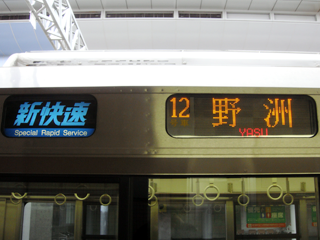 新快速
Special Rapid Service
12 野洲
YASU